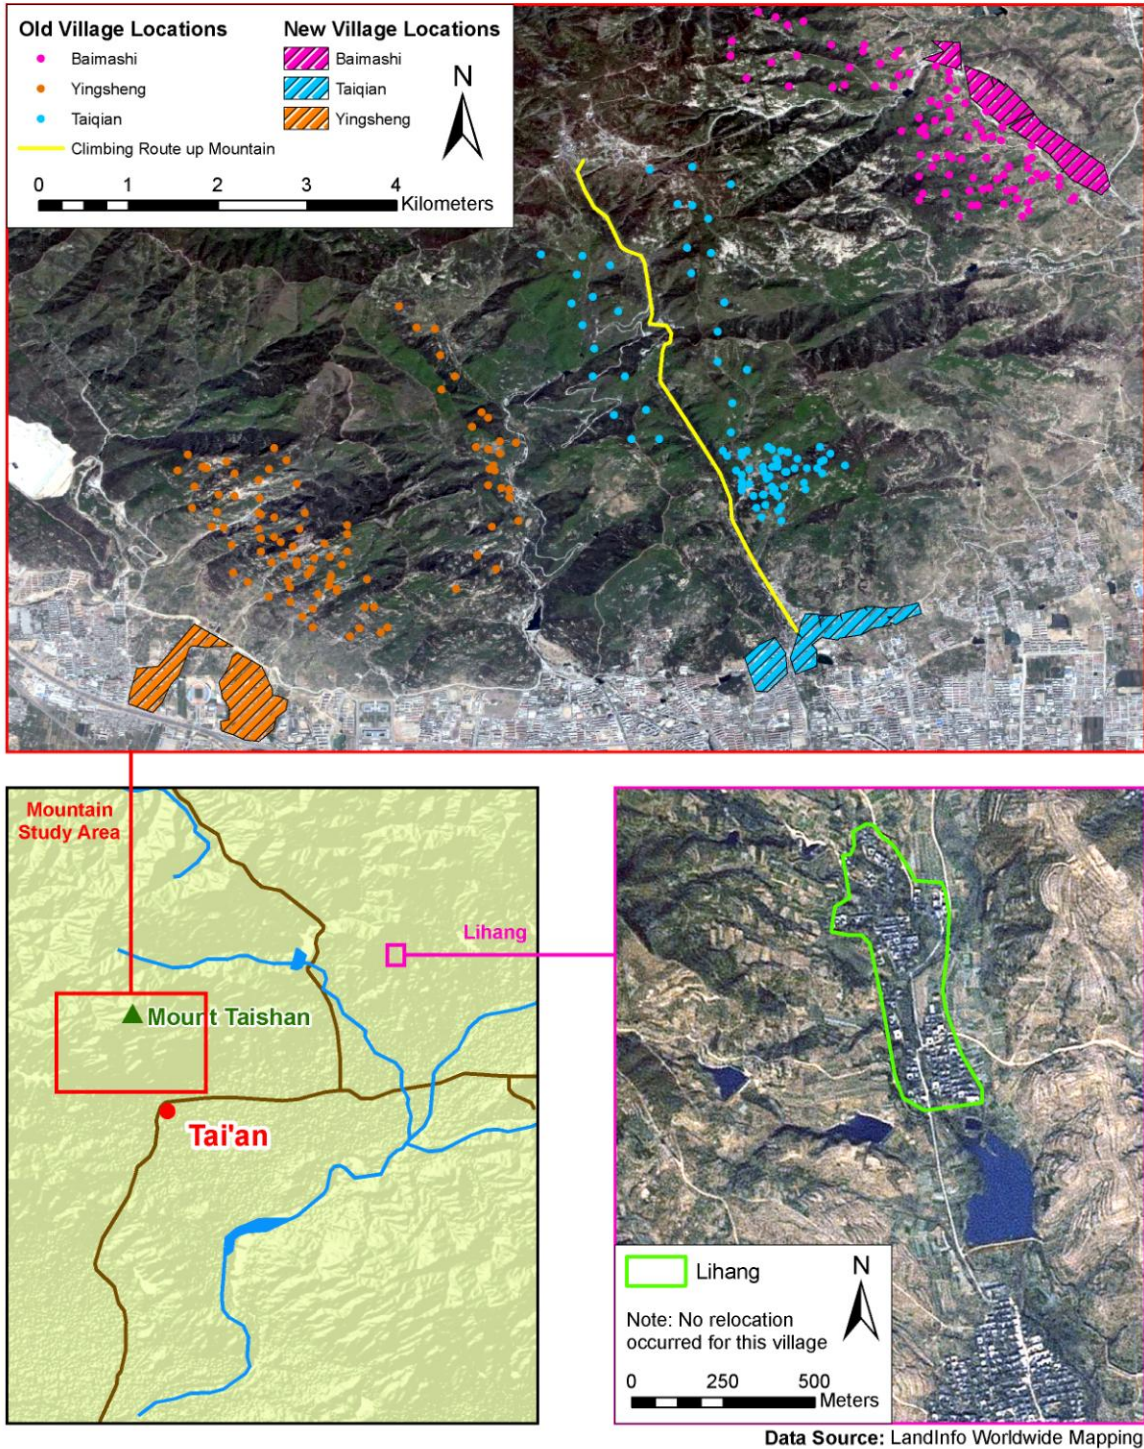 Old Village Locations
Baimashi
Yingsheng
Taiqian
Climbing Route up Mountain
New Village Locations
Baimashi
Taiqian
Yingsheng
N
0 1 2 3 4 Kilometers
Mountain
Study Area
Lihang
Mount Taishan
Tai'an
Lihang
Note: No relocation
occurred for this village
N
0 250 500
Meters
Data Source: LandInfo Worldwide Mapping